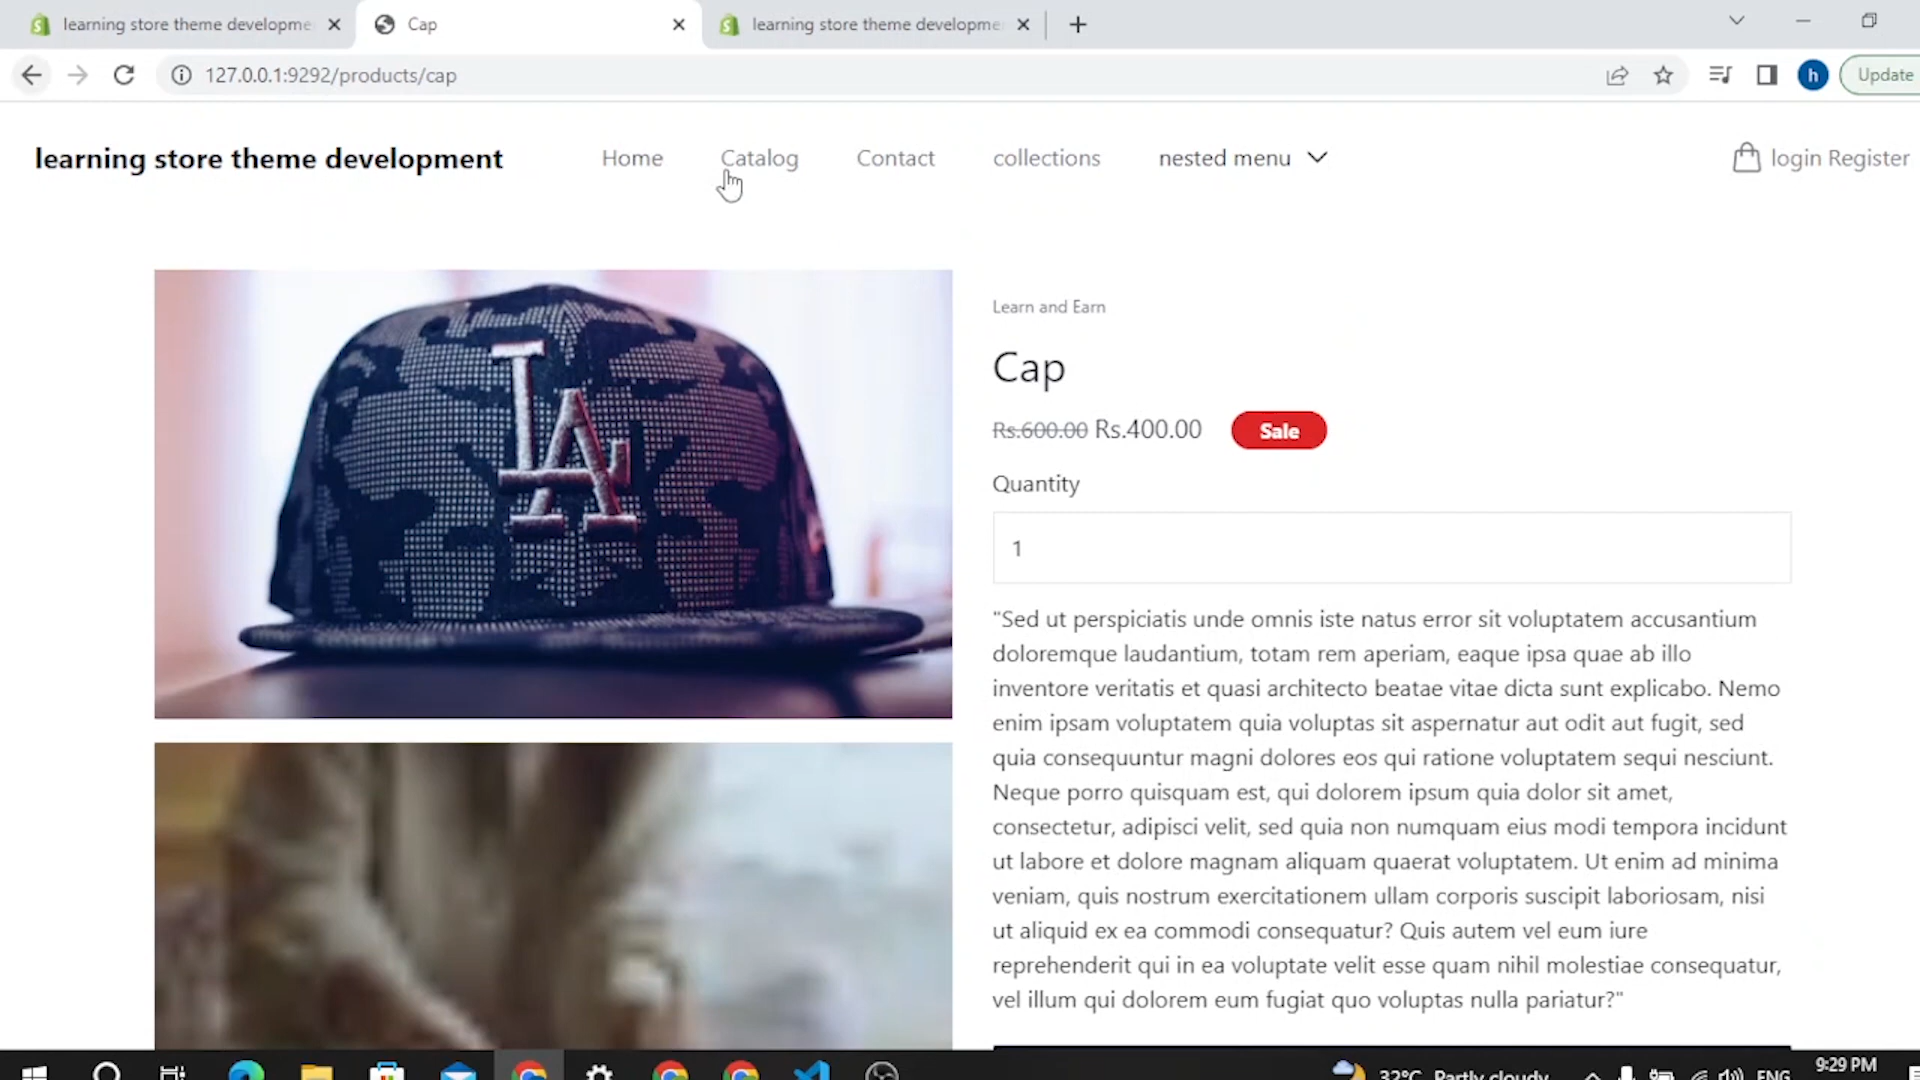 learning store theme developme
Cap
learning store theme developme
127.0.0.1:9292/products/cap
h
Update
learning store theme development
Home
Catalog
Contact
collections
nested menu
login Register
LA
Learn and Earn
Cap
Rs.600.00 Rs.400.00
Sale
Quantity
1
"Sed ut perspiciatis unde omnis iste natus error sit voluptatem accusantium
doloremque laudantium, totam rem aperiam, eaque ipsa quae ab illo
inventore veritatis et quasi architecto beatae vitae dicta sunt explicabo. Nemo
enim ipsam voluptatem quia voluptas sit aspernatur aut odit aut fugit, sed
quia consequuntur magni dolores eos qui ratione voluptatem sequi nesciunt.
Neque porro quisquam est, qui dolorem ipsum quia dolor sit amet,
consectetur, adipisci velit, sed quia non numquam eius modi tempora incidunt
ut labore et dolore magnam aliquam quaerat voluptatem. Ut enim ad minima
veniam, quis nostrum exercitationem ullam corporis suscipit laboriosam, nisi
ut aliquid ex ea commodi consequatur? Quis autem vel eum iure
reprehenderit qui in ea voluptate velit esse quam nihil molestiae consequatur,
vel illum qui dolorem eum fugiat quo voluptas nulla pariatur?"
32°C Partly cloudy
ENG
9:29 PM